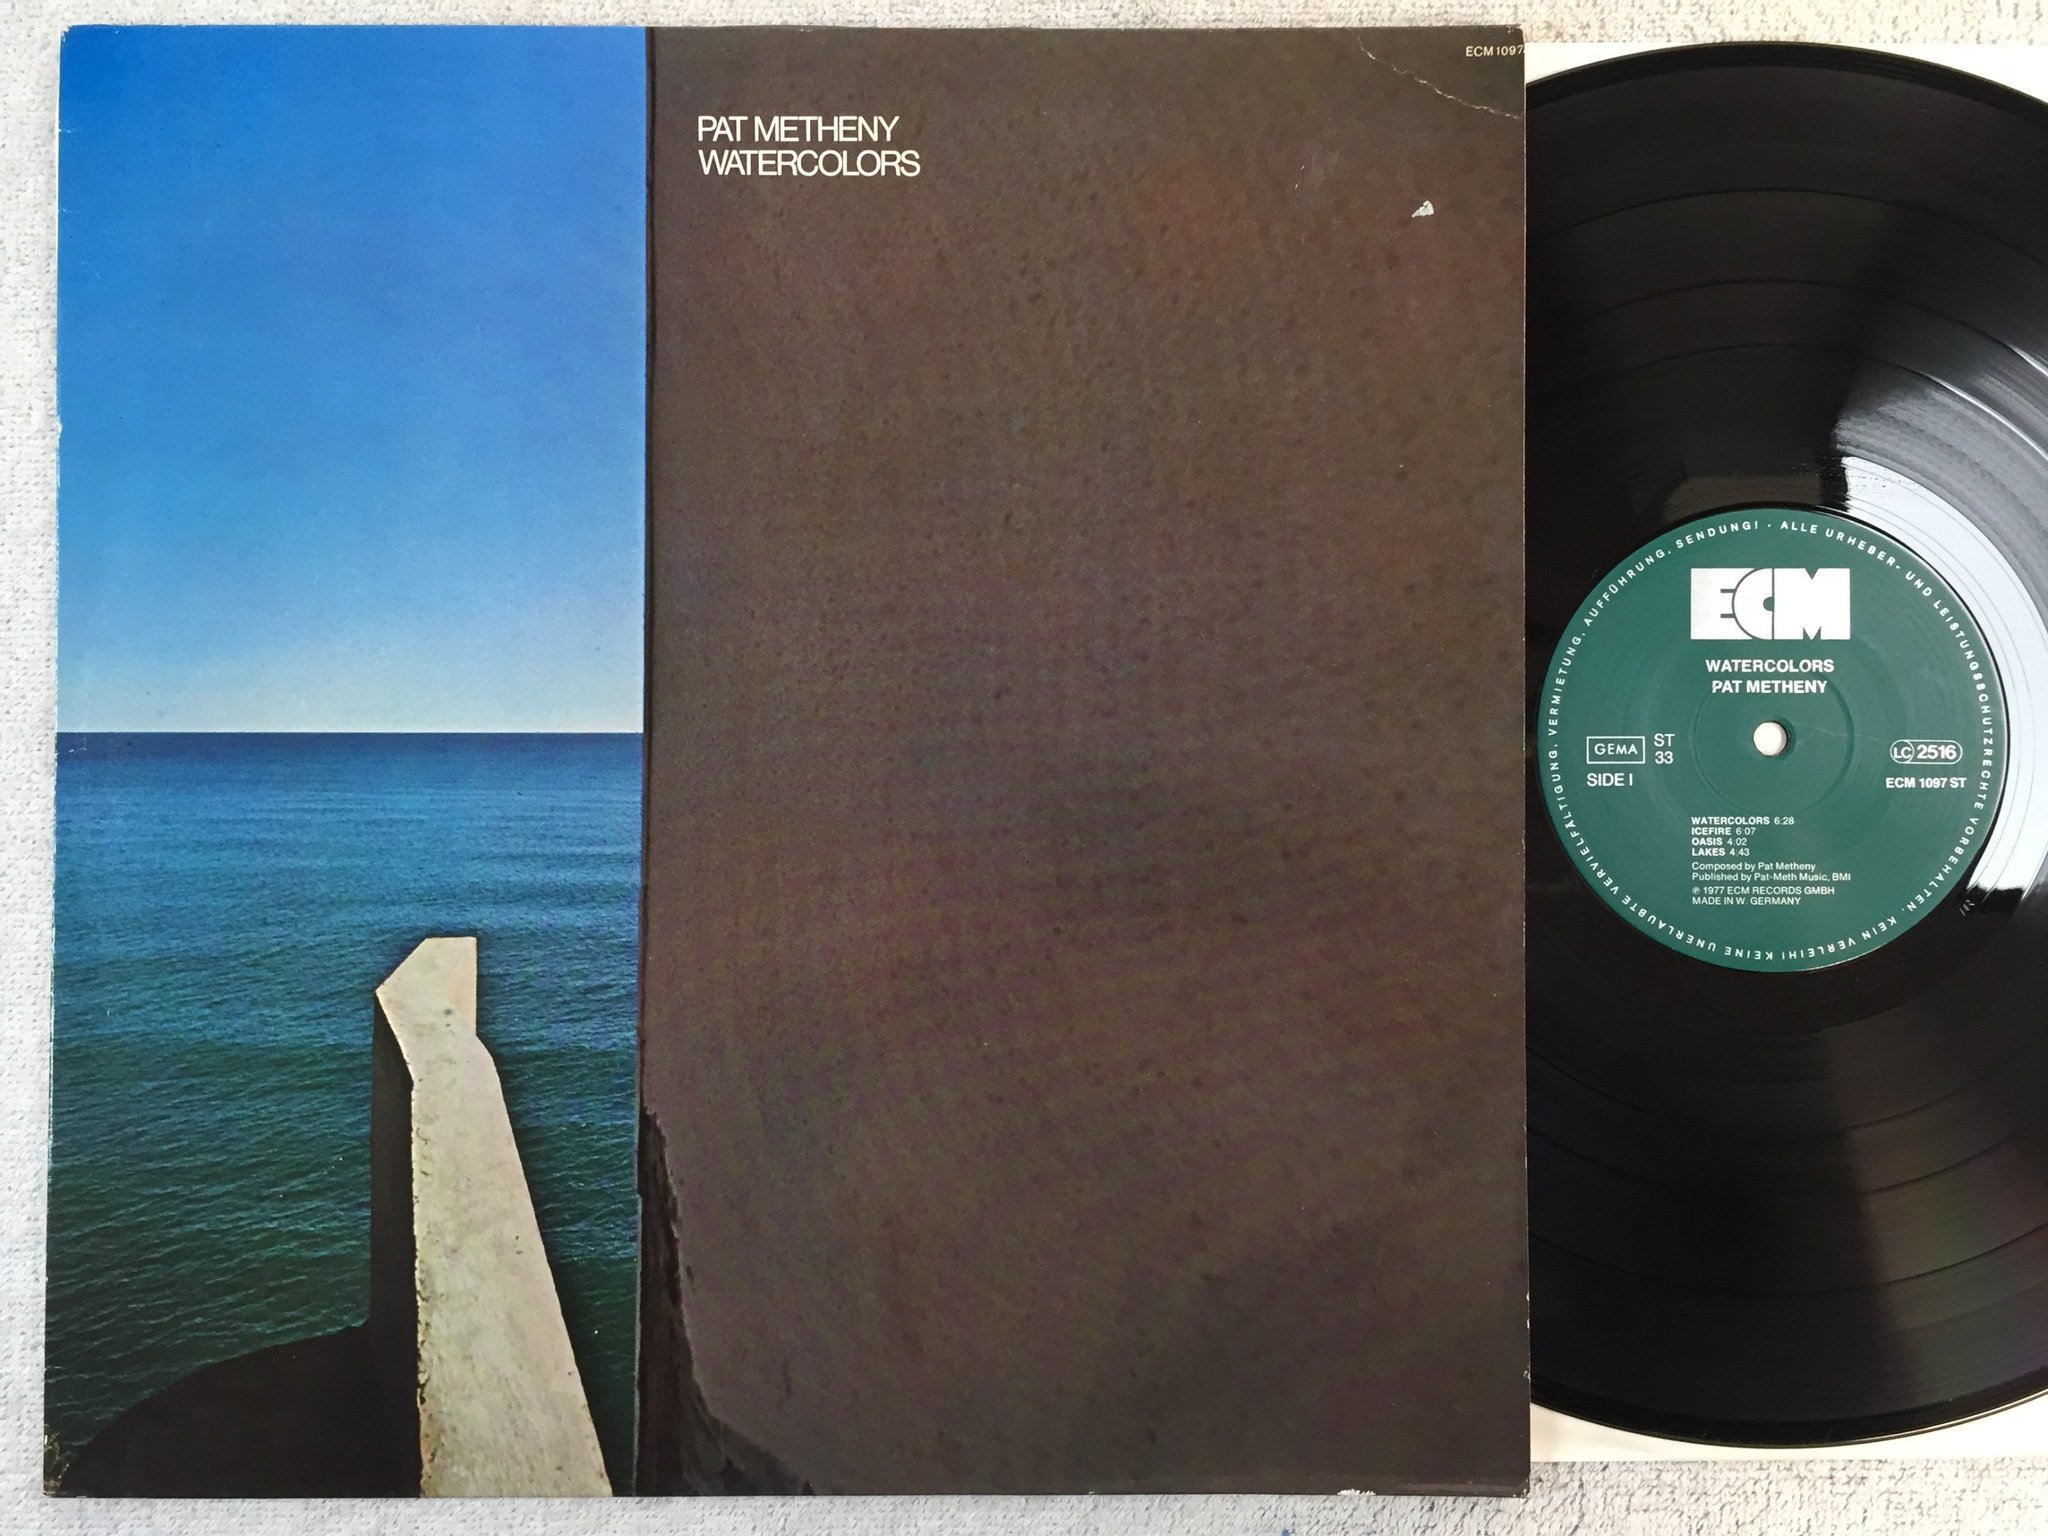 ECM 1097
PAT METHENY
WATERCOLORS
ALLE URHEBER- UND LEISTUNGSSCHUTZRECHTE VORBEHALTEN. KEIN VERLEIH! KEINE UNERLAUBTE VERVIELFÄLTIGUNG, VERMIETUNG, AUFFÜHRUNG, SENDUNG! ·
ECM
WATERCOLORS
PAT METHENY
GEMA
ST
33
SIDE I
LC 2516
ECM 1097 ST
WATERCOLORS 6:28
ICEFIRE 6:07
OASIS 4:02
LAKES 4:43
Composed by Pat Metheny
Published by Pat-Meth Music, BMI
℗ 1977 ECM RECORDS GMBH
MADE IN W. GERMANY